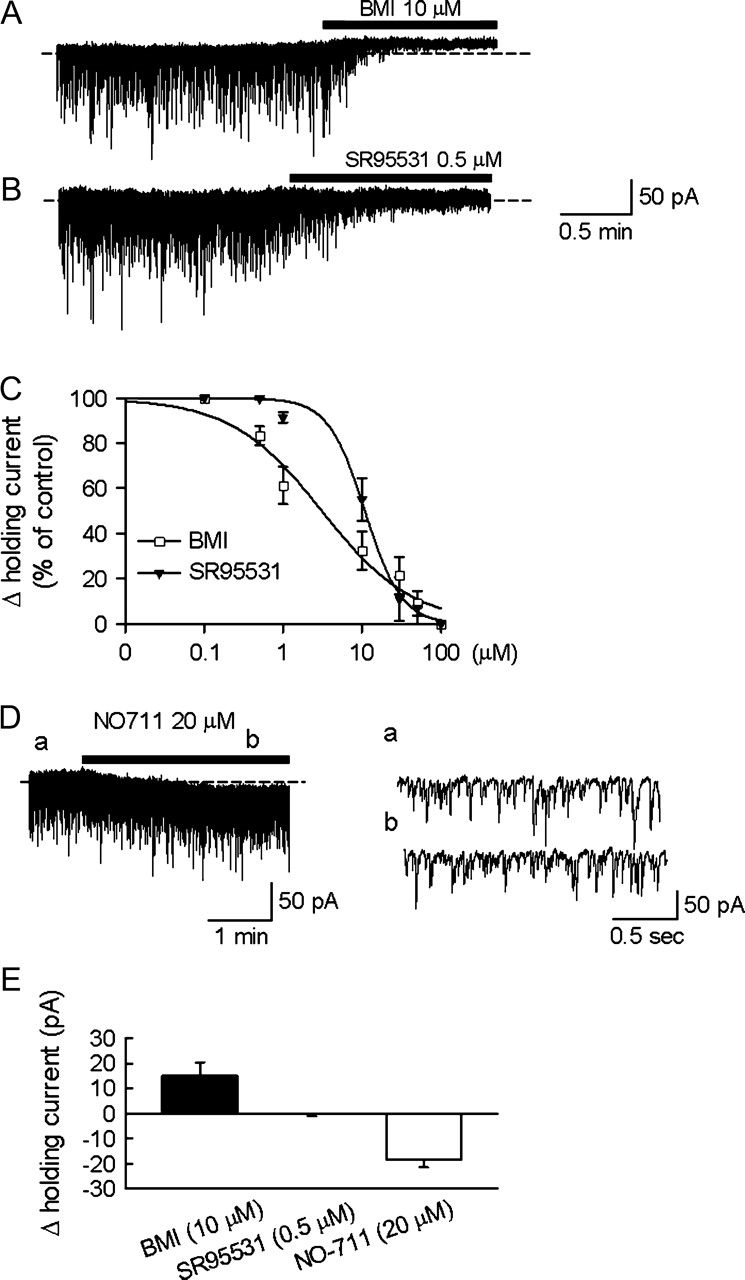 A
BMI 10 μM
B
SR95531 0.5 μM
50 pA
0.5 min
C
Δ holding current
(% of control)
100
80
60
40
20
0
BMI
SR95531
0 0.1 1 10 100 (μM)
D
NO711 20 μM
a b
50 pA
1 min
a
b
50 pA
0.5 sec
E
Δ holding current (pA)
30
20
10
0
-10
-20
-30
BMI (10 μM)
SR95531 (0.5 μM)
NO-711 (20 μM)